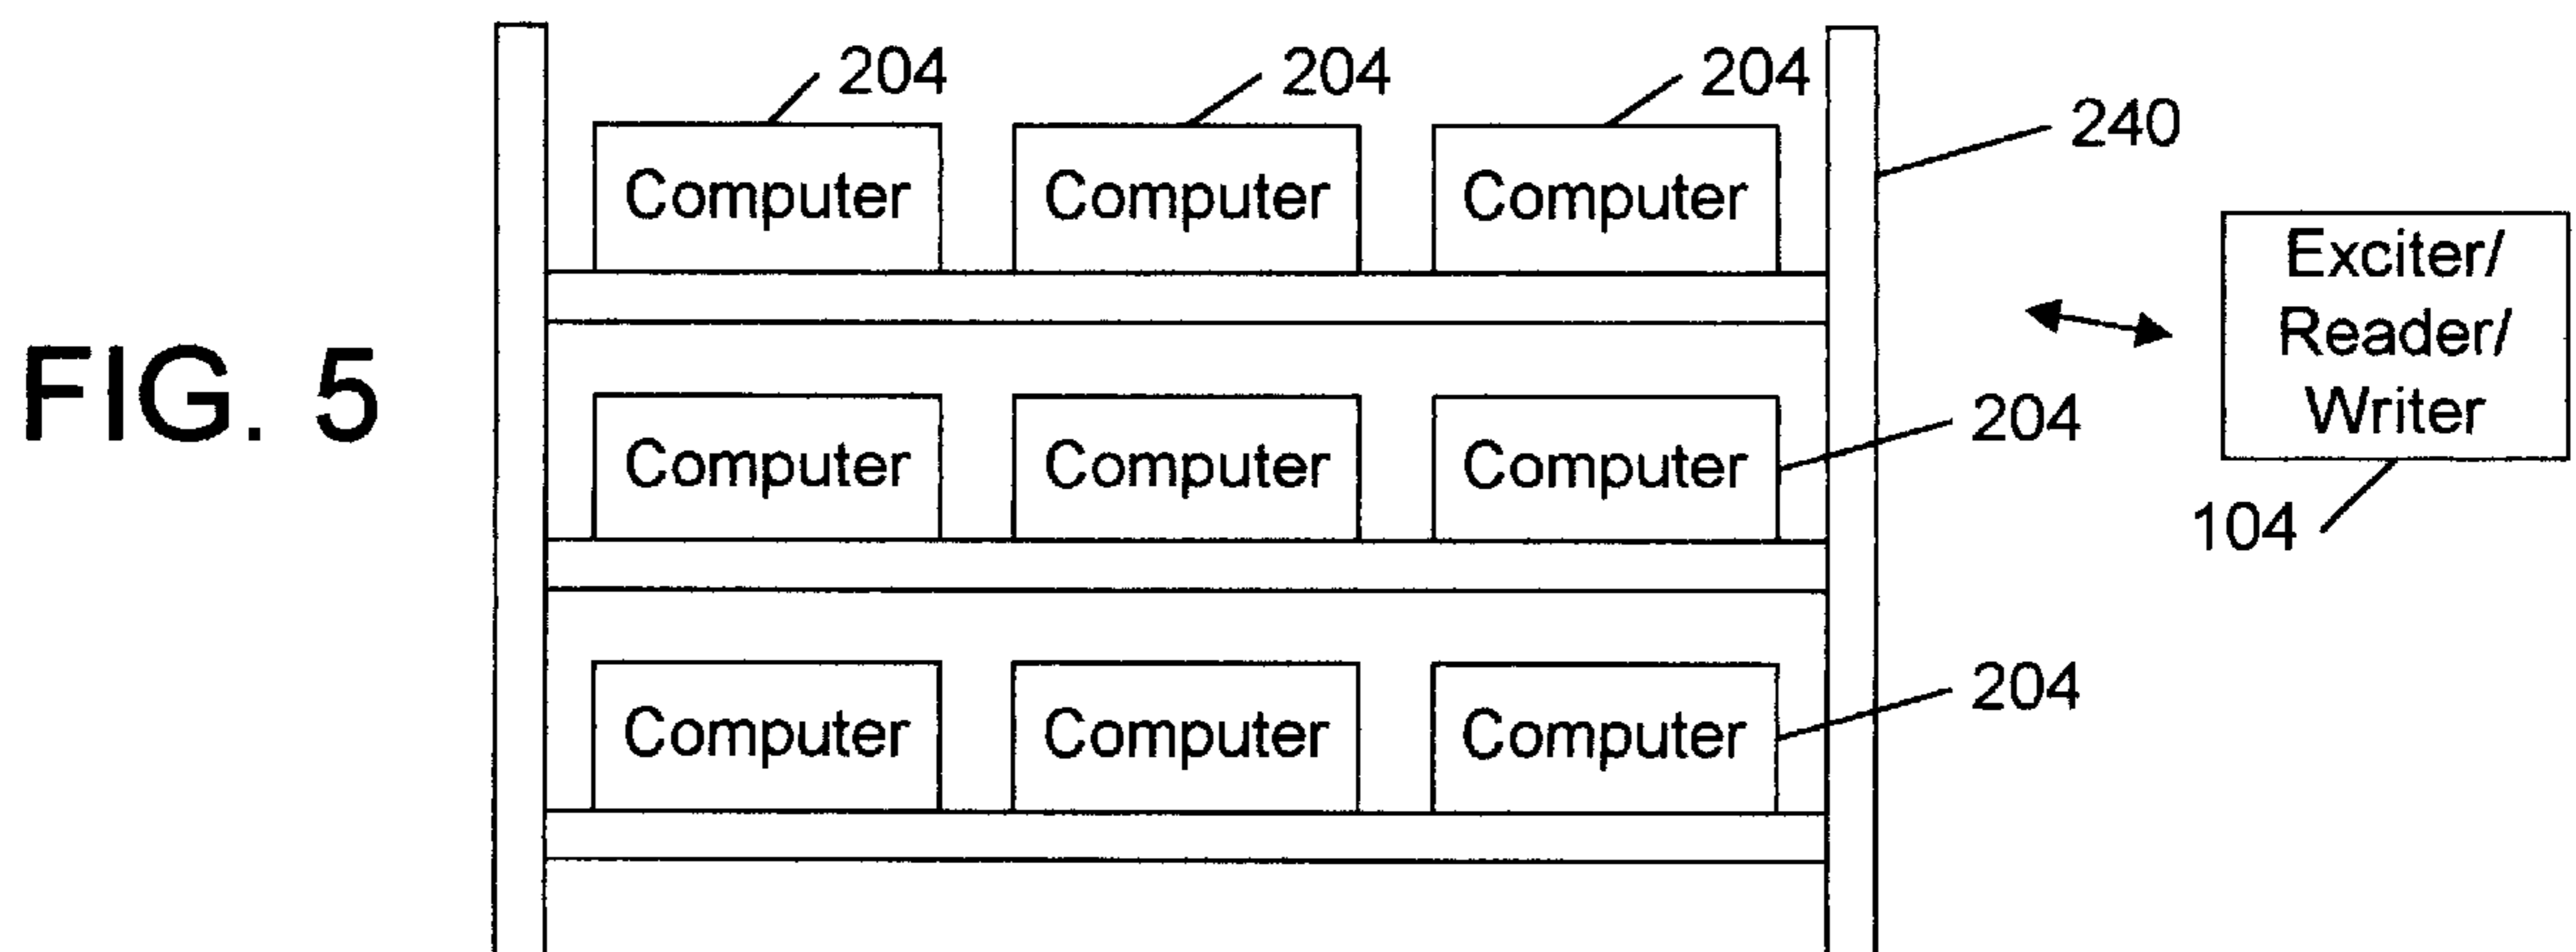 204 204 204
240
Computer Computer Computer
Exciter/
Reader/
Writer
FIG. 5
204
Computer Computer Computer
104
204
Computer Computer Computer